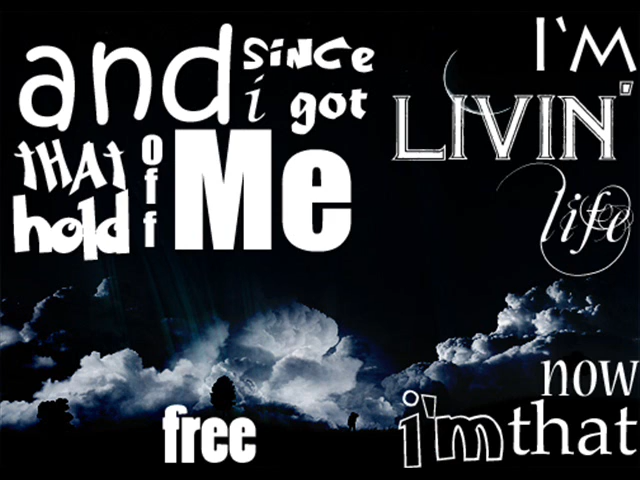 and since
i got
that off
hold Me
I'M
LIVIN'
life
now
i'm that
free